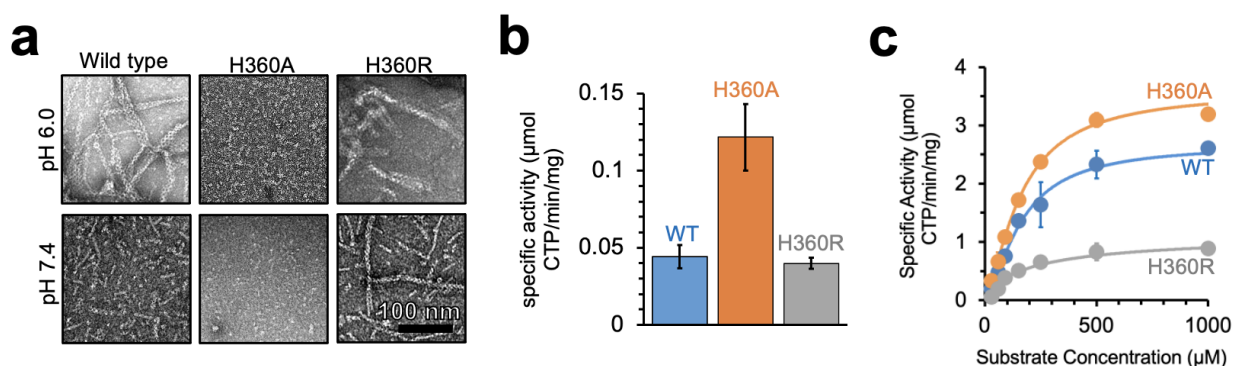 a
Wild type
H360A
H360R
pH 6.0
pH 7.4
100 nm
b
specific activity (µmol
CTP/min/mg)
0.15
0.1
0.05
0
WT
H360A
H360R
c
Specific Activity (µmol
CTP/min/mg)
4
3
2
1
0
H360A
WT
H360R
0
500
1000
Substrate Concentration (µM)